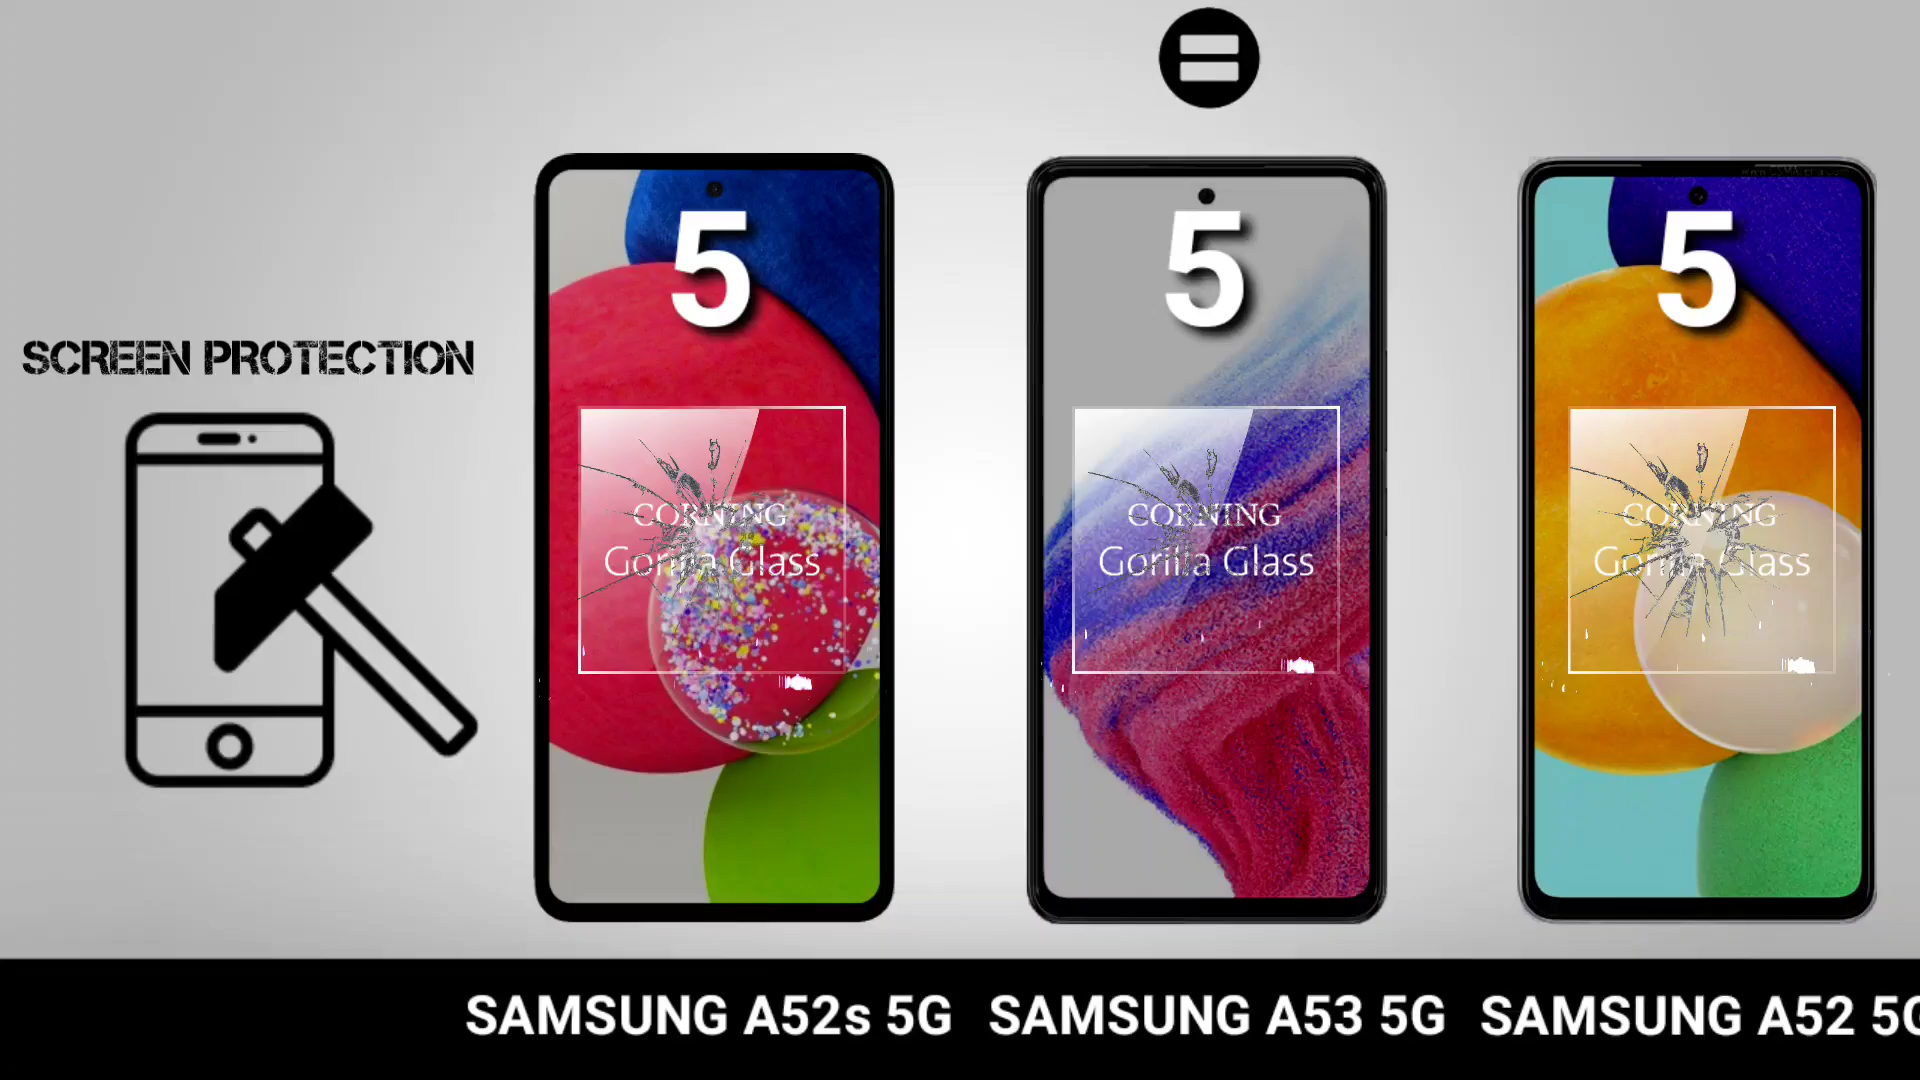 SCREEN PROTECTION
5
CORNING
Gorilla Glass
5
CORNING
Gorilla Glass
5
CORNING
Gorilla Glass
SAMSUNG A52s 5G
SAMSUNG A53 5G
SAMSUNG A52 5G